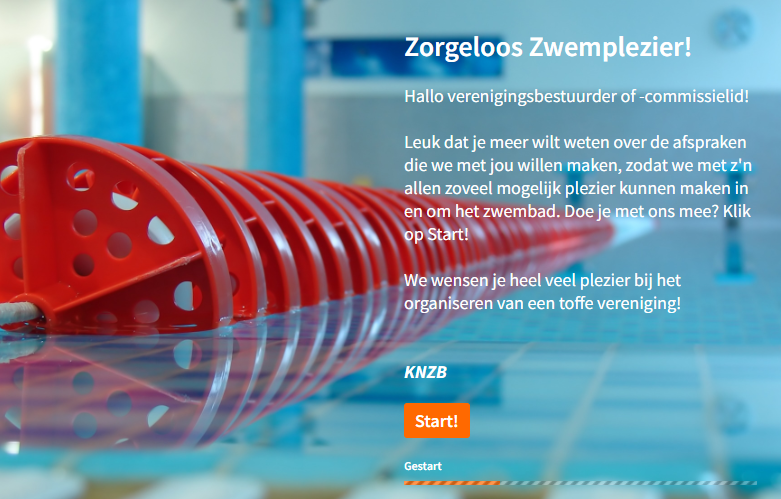 Zorgeloos Zwemplezier!
Hallo verenigingsbestuurder of -commissielid!
Leuk dat je meer wilt weten over de afspraken
die we met jou willen maken, zodat we met z'n
allen zoveel mogelijk plezier kunnen maken in
en om het zwembad. Doe je met ons mee? Klik
op Start!
We wensen je heel veel plezier bij het
organiseren van een toffe vereniging!
KNZB
Start!
Gestart